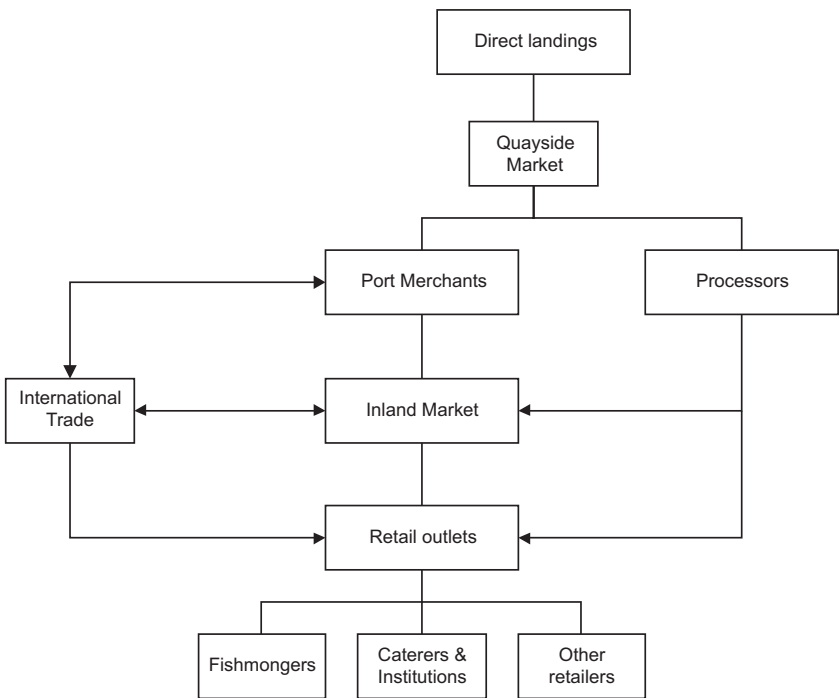 Direct landings
Quayside
Market
Port Merchants
Processors
International
Trade
Inland Market
Retail outlets
Fishmongers
Caterers &
Institutions
Other
retailers